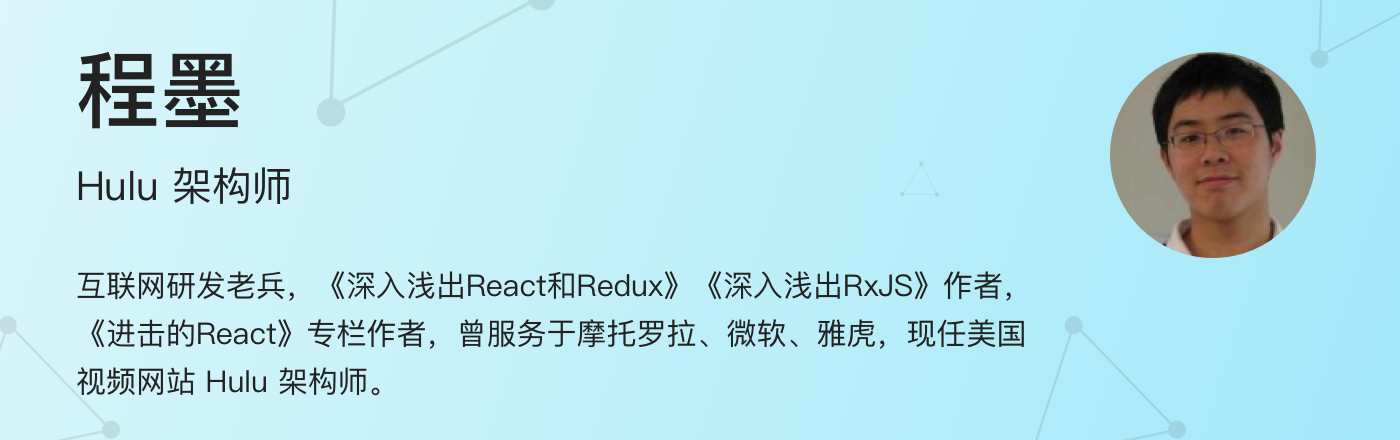 程墨
Hulu 架构师
互联网研发老兵，《深入浅出React和Redux》《深入浅出RxJS》作者，
《进击的React》专栏作者，曾服务于摩托罗拉、微软、雅虎，现任美国
视频网站 Hulu 架构师。